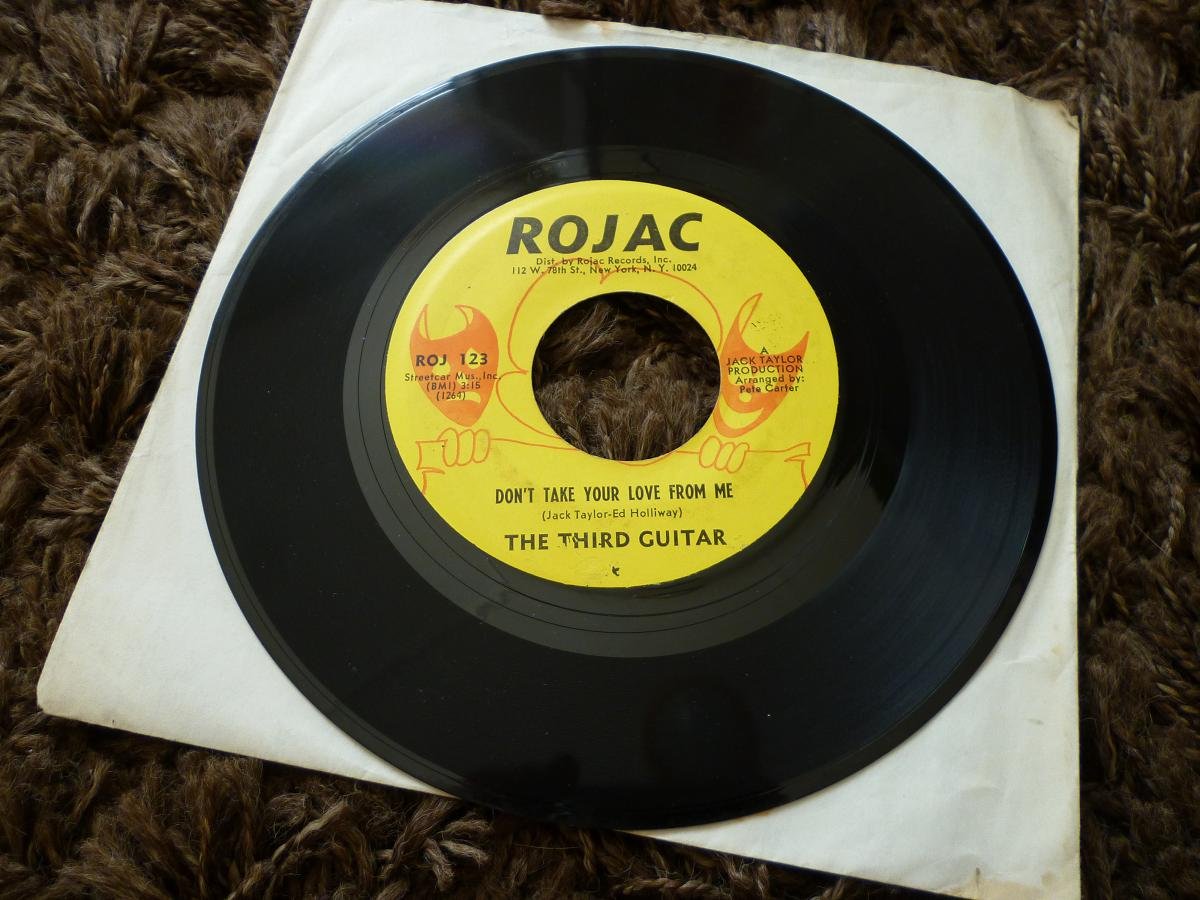 ROJAC
Dist. by Rojac Records, Inc.
112 W. 78th St., New York, N. Y. 10024
ROJ 123
Streetcar Mus., Inc.
(BMI) 3:15
(1264)
A
JACK TAYLOR
PRODUCTION
Arranged by:
Pete Carter
DON'T TAKE YOUR LOVE FROM ME
(Jack Taylor-Ed Holliway)
THE THIRD GUITAR